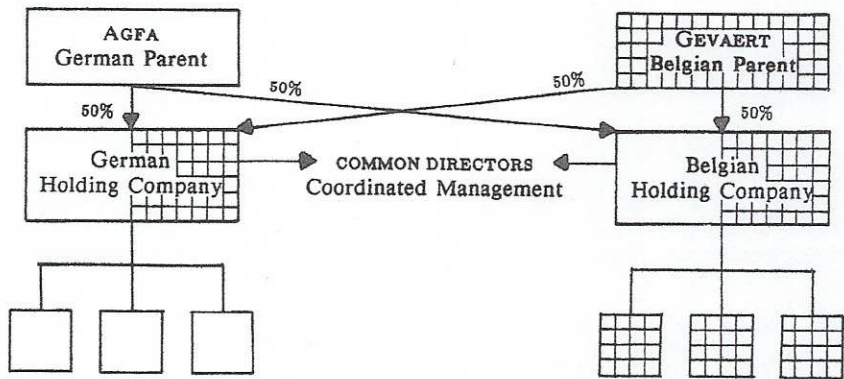 AGFA
German Parent
GEVAERT
Belgian Parent
50%
50%
50%
50%
German
Holding Company
COMMON DIRECTORS
Coordinated Management
Belgian
Holding Company